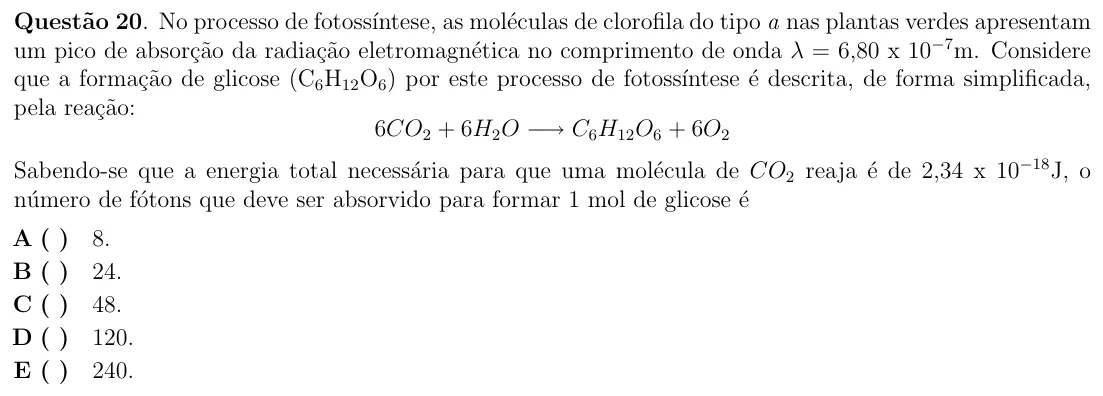 Questão 20. No processo de fotossíntese, as moléculas de clorofila do tipo a nas plantas verdes apresentam
um pico de absorção da radiação eletromagnética no comprimento de onda λ = 6,80 x 10⁻⁷m. Considere
que a formação de glicose (C₆H₁₂O₆) por este processo de fotossíntese é descrita, de forma simplificada,
pela reação:
6CO₂ + 6H₂O ⟶ C₆H₁₂O₆ + 6O₂
Sabendo-se que a energia total necessária para que uma molécula de CO₂ reaja é de 2,34 x 10⁻¹⁸J, o
número de fótons que deve ser absorvido para formar 1 mol de glicose é
A ( ) 8.
B ( ) 24.
C ( ) 48.
D ( ) 120.
E ( ) 240.